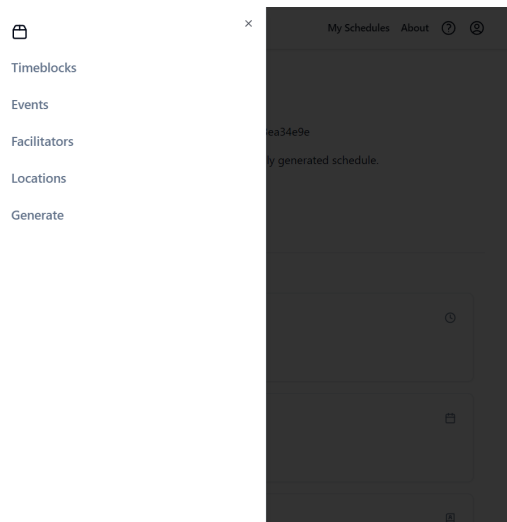 My Schedules About
Timeblocks
Events
Facilitators
Locations
Generate
ea34e9e
ly generated schedule.